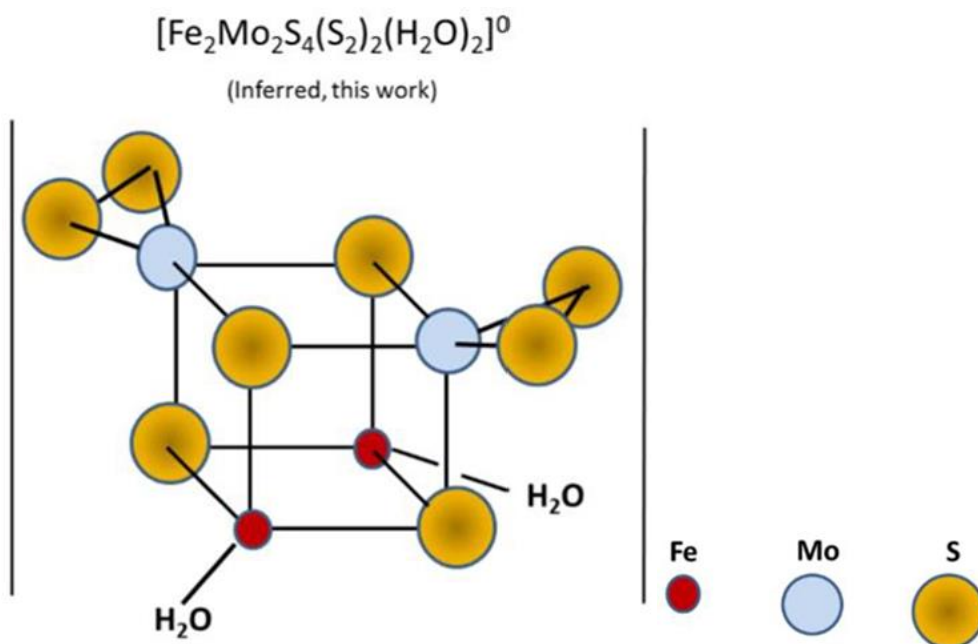 [Fe₂Mo₂S₄(S₂)₂(H₂O)₂]⁰
(Inferred, this work)
H₂O
H₂O
Fe Mo S